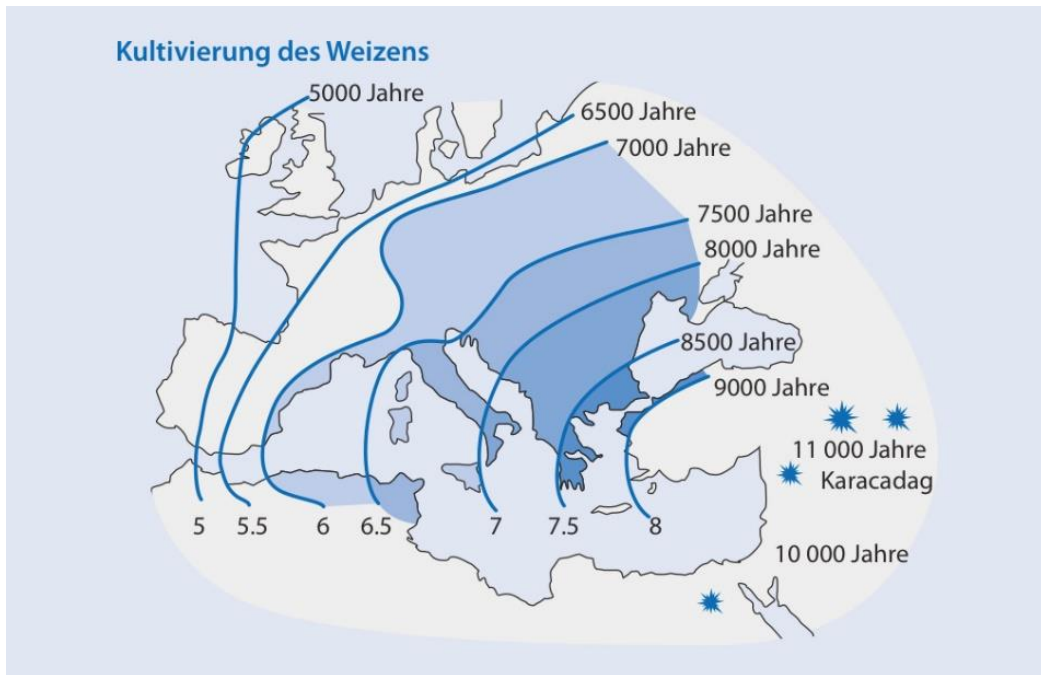 Kultivierung des Weizens
5000 Jahre
6500 Jahre
7000 Jahre
7500 Jahre
8000 Jahre
8500 Jahre
9000 Jahre
11 000 Jahre
Karacadag
5
5.5
6
6.5
7
7.5
8
10 000 Jahre